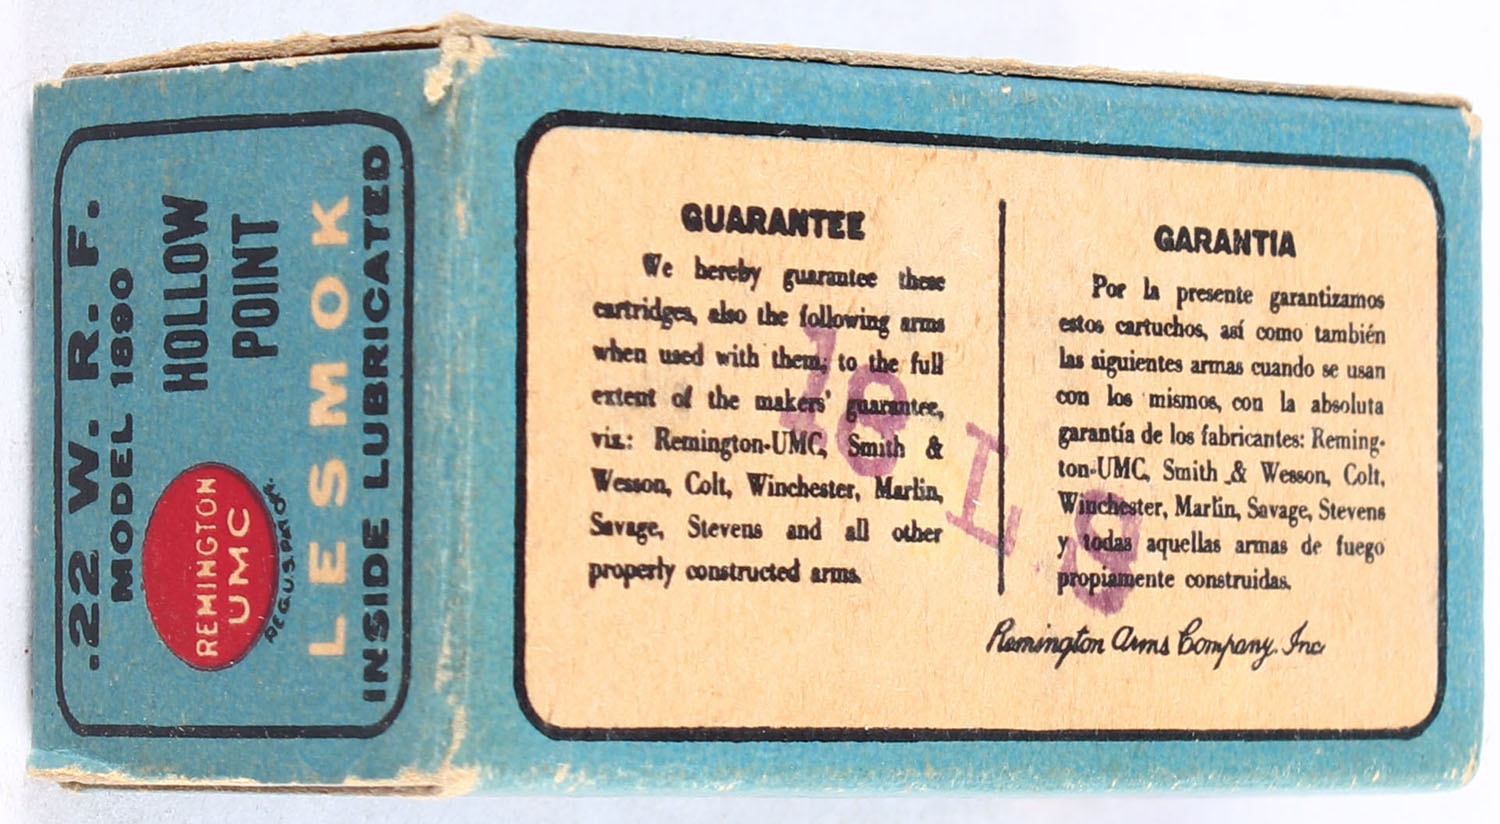 .22 W. R. F.
MODEL 1890
HOLLOW
POINT
REMINGTON
UMC
REG. U.S. PAT. OFF.
LESMOK
INSIDE LUBRICATED
GUARANTEE
We hereby guarantee these
cartridges, also the following arms
when used with them, to the full
extent of the makers' guarantee,
viz.: Remington-UMC, Smith &
Wesson, Colt, Winchester, Marlin,
Savage, Stevens and all other
properly constructed arms.
GARANTIA
Por la presente garantizamos
estos cartuchos, así como también
las siguientes armas cuando se usan
con los mismos, con la absoluta
garantía de los fabricantes: Reming-
ton-UMC, Smith & Wesson, Colt,
Winchester, Marlin, Savage, Stevens
y todas aquellas armas de fuego
propiamente construidas.
Remington Arms Company, Inc